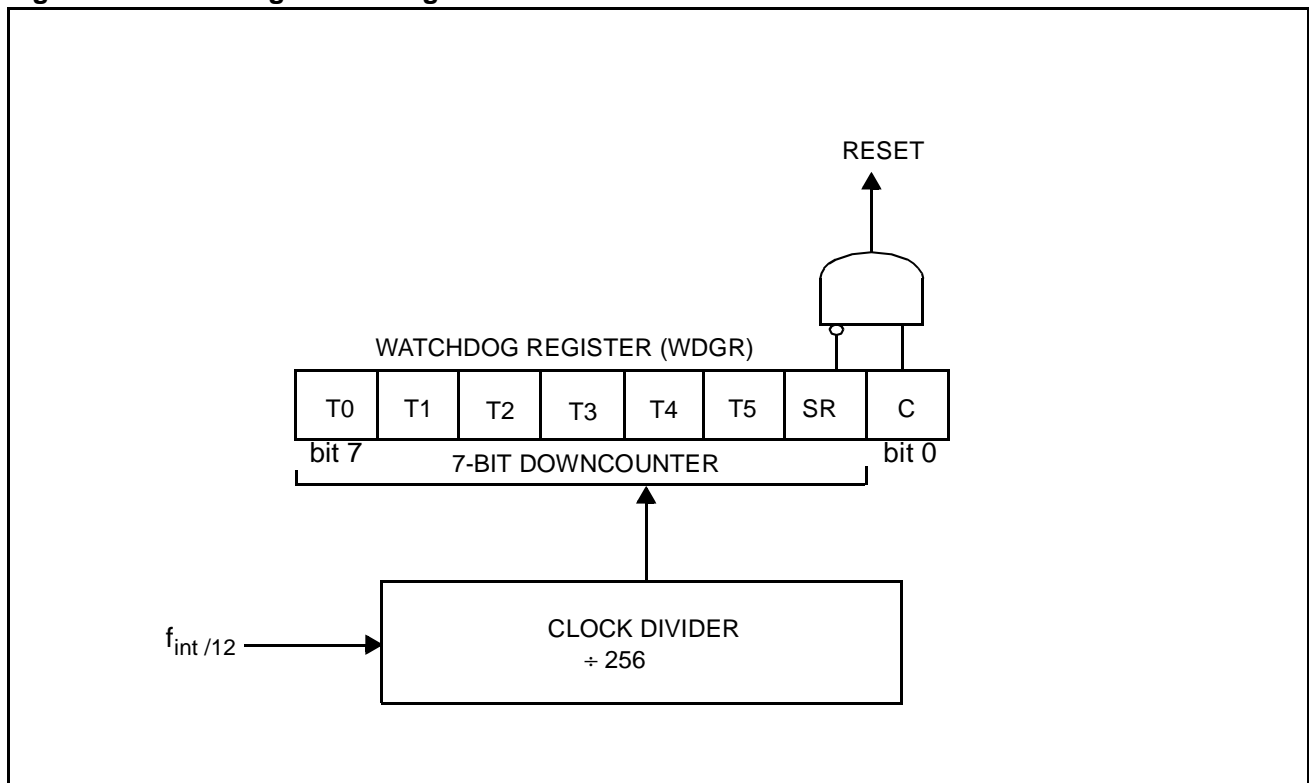 RESET
WATCHDOG REGISTER (WDGR)
T0 T1 T2 T3 T4 T5 SR C
bit 7 bit 0
7-BIT DOWNCOUNTER
fint /12
CLOCK DIVIDER
÷ 256